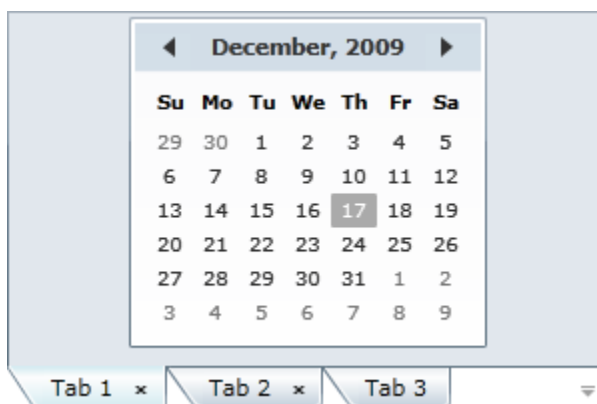 December, 2009
Su Mo Tu We Th Fr Sa
29 30 1 2 3 4 5
6 7 8 9 10 11 12
13 14 15 16 17 18 19
20 21 22 23 24 25 26
27 28 29 30 31 1 2
3 4 5 6 7 8 9
Tab 1 × Tab 2 × Tab 3